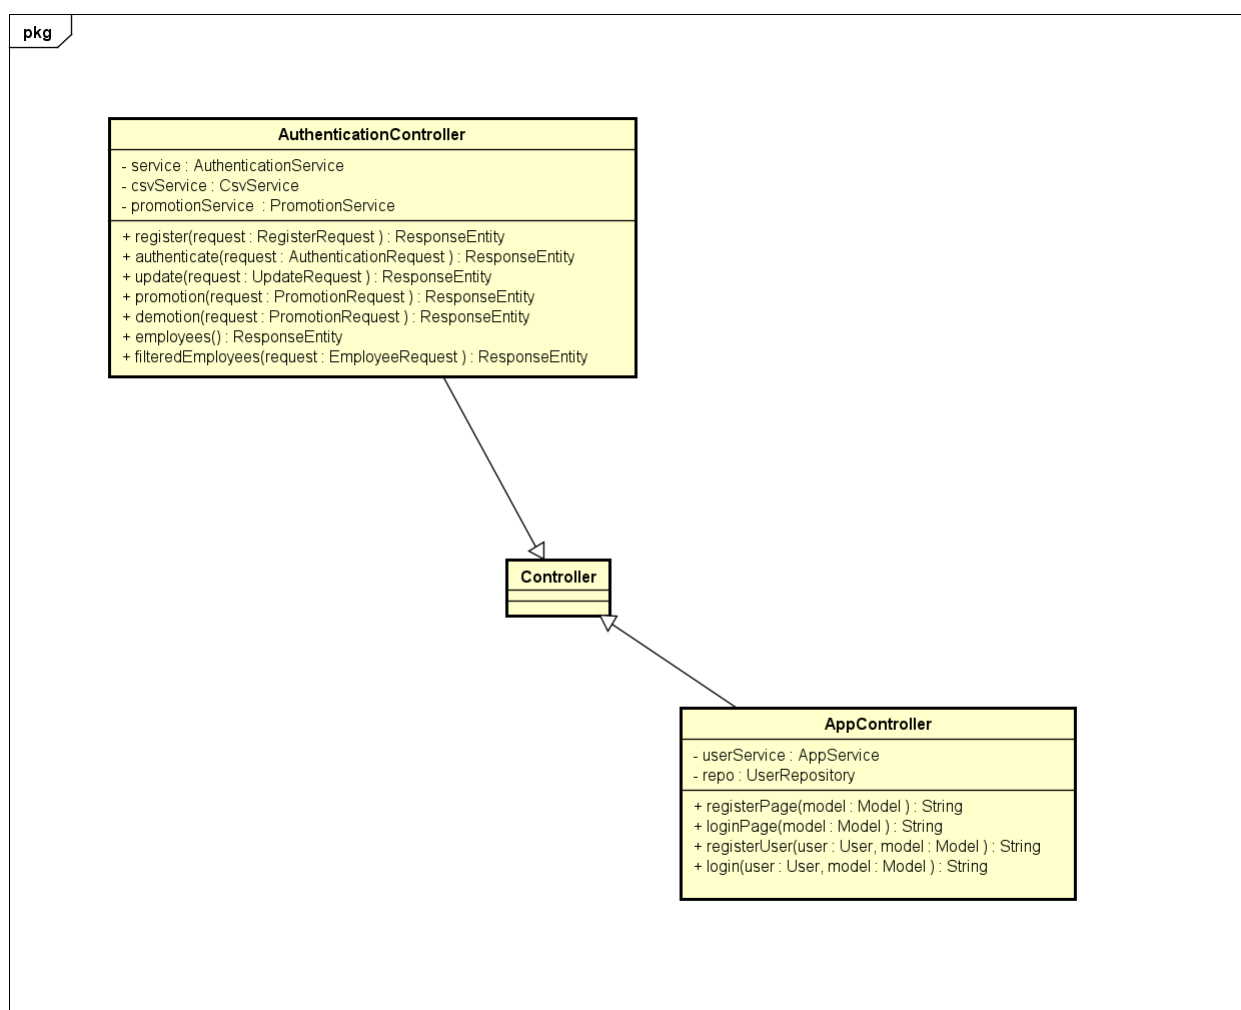 pkg
AuthenticationController
- service : AuthenticationService
- csvService : CsvService
- promotionService : PromotionService
+ register(request : RegisterRequest ) : ResponseEntity
+ authenticate(request : AuthenticationRequest ) : ResponseEntity
+ update(request : UpdateRequest ) : ResponseEntity
+ promotion(request : PromotionRequest ) : ResponseEntity
+ demotion(request : PromotionRequest ) : ResponseEntity
+ employees() : ResponseEntity
+ filteredEmployees(request : EmployeeRequest ) : ResponseEntity
Controller
AppController
- userService : AppService
- repo : UserRepository
+ registerPage(model : Model ) : String
+ loginPage(model : Model ) : String
+ registerUser(user : User, model : Model ) : String
+ login(user : User, model : Model ) : String